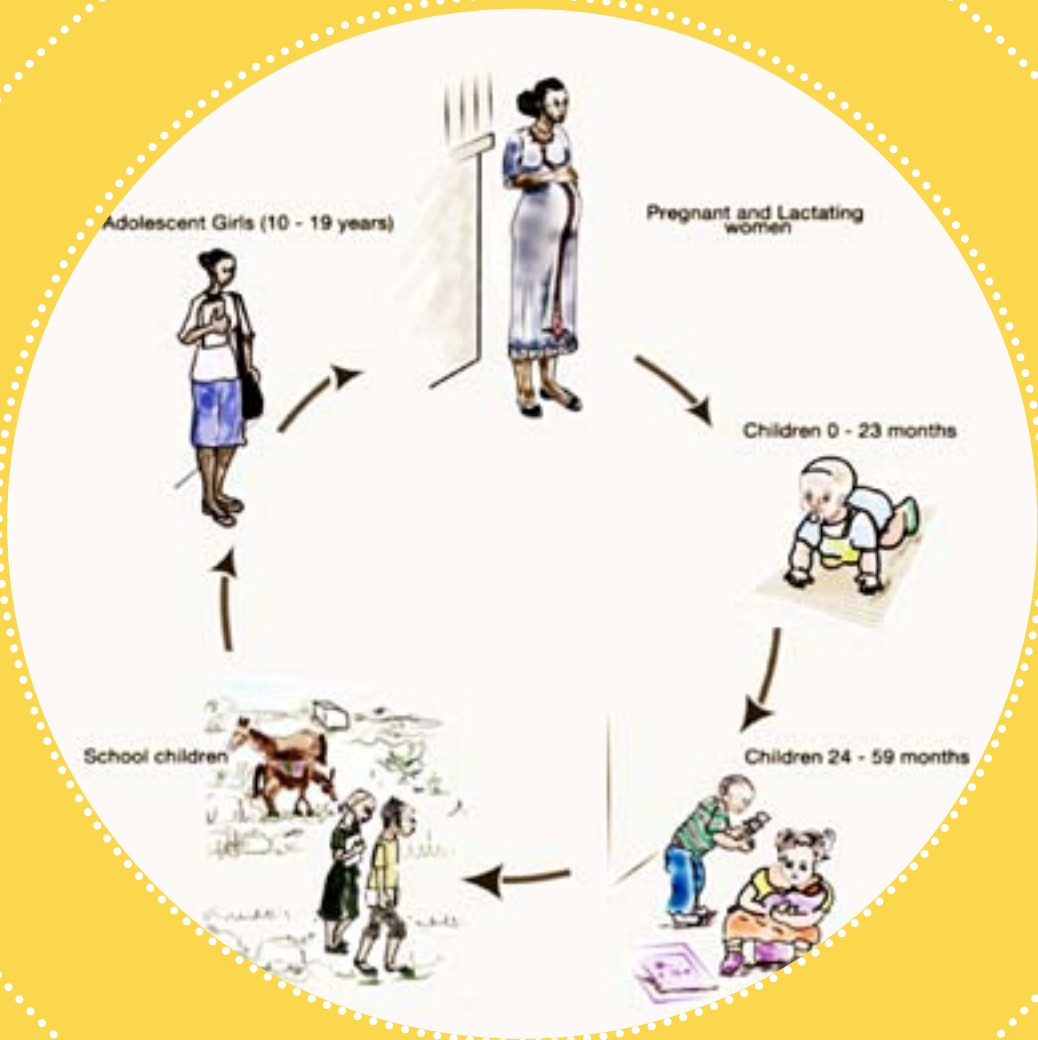 Adolescent Girls (10 - 19 years)
Pregnant and Lactating
women
Children 0 - 23 months
School children
Children 24 - 59 months